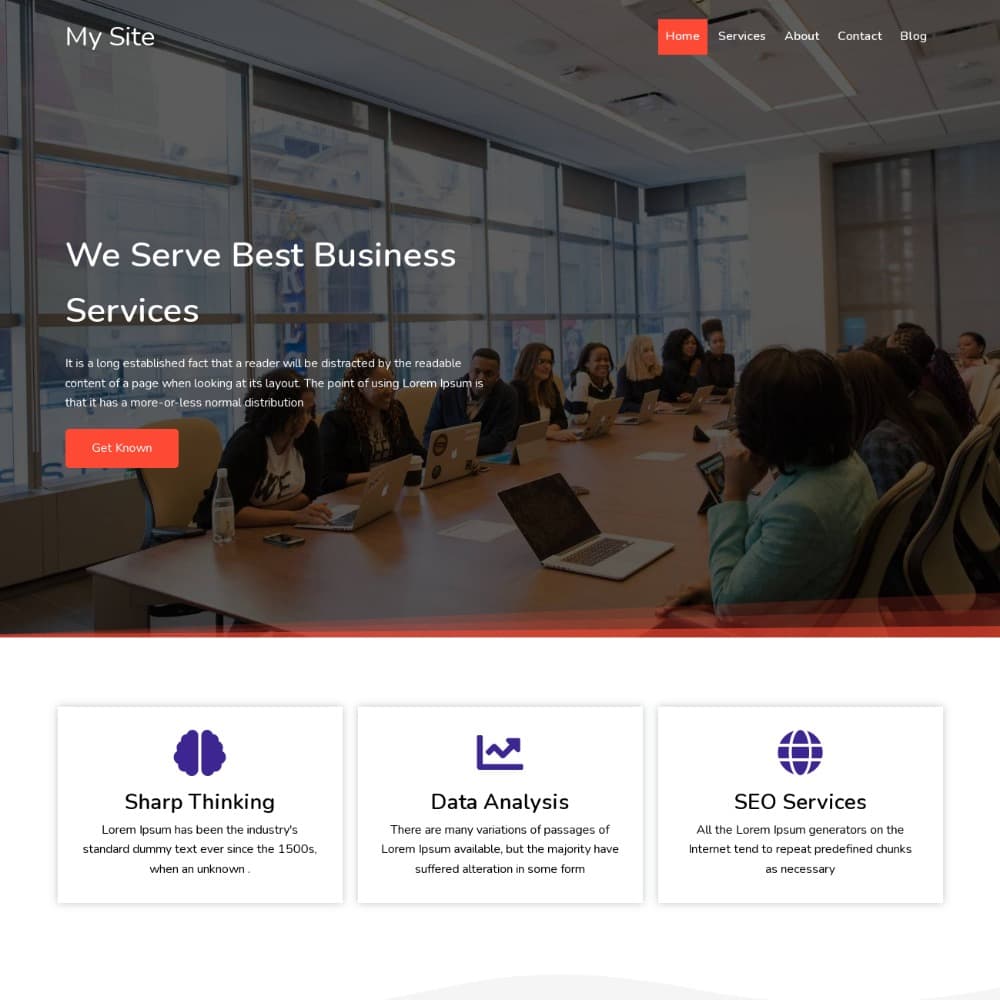 My Site
Home Services About Contact Blog
We Serve Best Business
Services
It is a long established fact that a reader will be distracted by the readable
content of a page when looking at its layout. The point of using Lorem Ipsum is
that it has a more-or-less normal distribution
Get Known
WE
Sharp Thinking
Lorem Ipsum has been the industry's
standard dummy text ever since the 1500s,
when an unknown .
Data Analysis
There are many variations of passages of
Lorem Ipsum available, but the majority have
suffered alteration in some form
SEO Services
All the Lorem Ipsum generators on the
Internet tend to repeat predefined chunks
as necessary